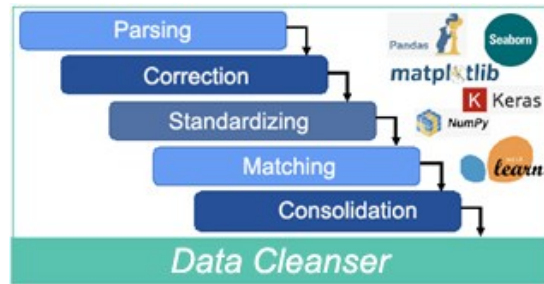 Parsing
Correction
Standardizing
Matching
Consolidation
Data Cleanser
Pandas
Seaborn
matplotlib
K Keras
NumPy
learn